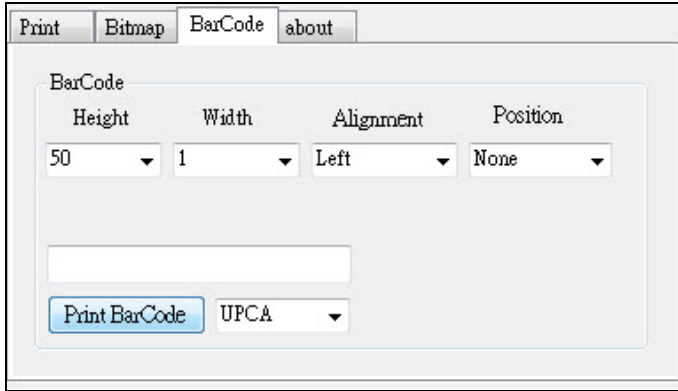 Print Bitmap BarCode about
BarCode
Height Width Alignment Position
50 1 Left None
Print BarCode UPCA